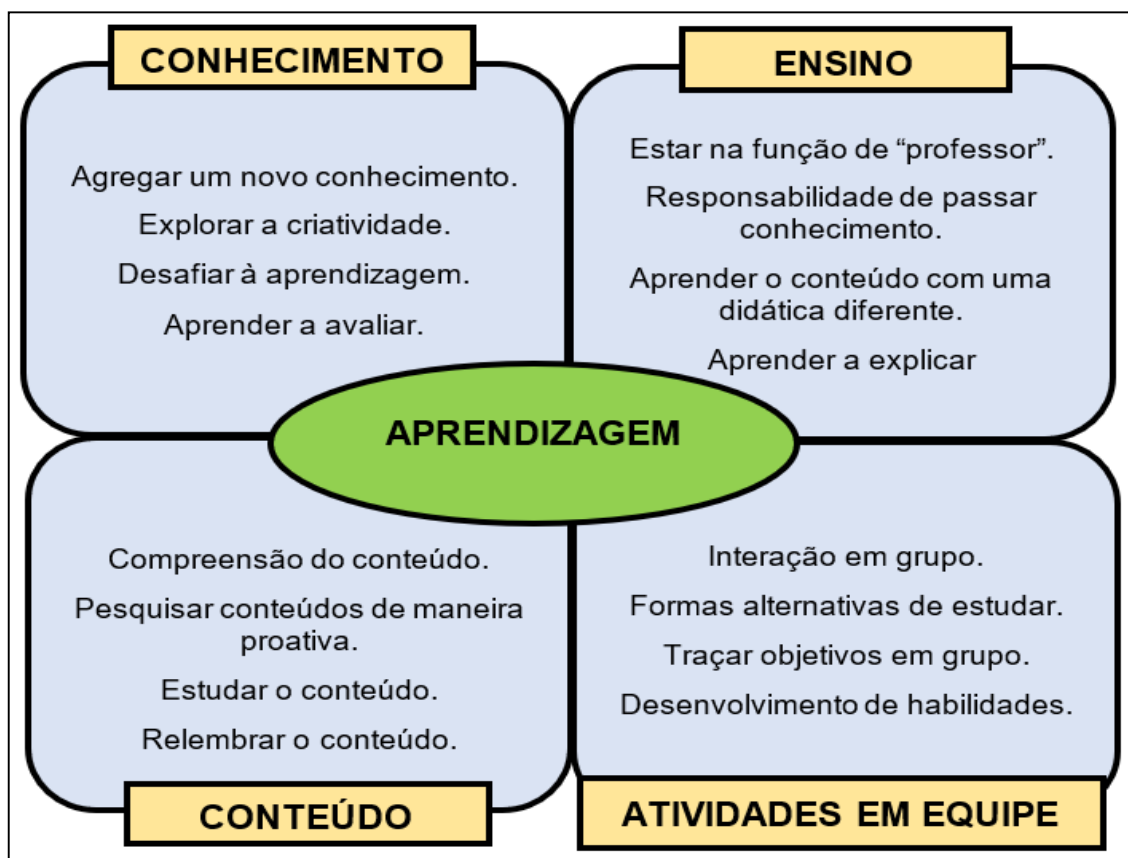 CONHECIMENTO
Agregar um novo conhecimento.
Explorar a criatividade.
Desafiar à aprendizagem.
Aprender a avaliar.
ENSINO
Estar na função de “professor”.
Responsabilidade de passar
conhecimento.
Aprender o conteúdo com uma
didática diferente.
Aprender a explicar
APRENDIZAGEM
Compreensão do conteúdo.
Pesquisar conteúdos de maneira
proativa.
Estudar o conteúdo.
Relembrar o conteúdo.
CONTEÚDO
Interação em grupo.
Formas alternativas de estudar.
Traçar objetivos em grupo.
Desenvolvimento de habilidades.
ATIVIDADES EM EQUIPE